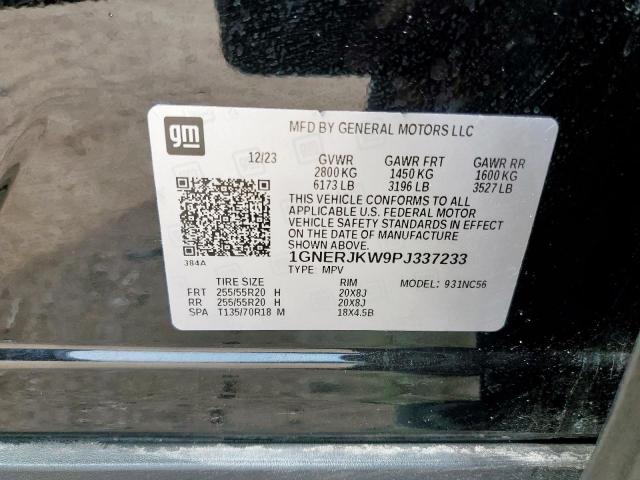 gm
MFD BY GENERAL MOTORS LLC
12/23 GVWR GAWR FRT GAWR RR
2800 KG 1450 KG 1600 KG
6173 LB 3196 LB 3527 LB
THIS VEHICLE CONFORMS TO ALL
APPLICABLE U.S. FEDERAL MOTOR
VEHICLE SAFETY STANDARDS IN EFFECT
ON THE DATE OF MANUFACTURE
SHOWN ABOVE.
384A
1GNERJKW9PJ337233
TYPE MPV MODEL: 931NC56
TIRE SIZE RIM
FRT 255/55R20 H 20X8J
RR 255/55R20 H 20X8J
SPA T135/70R18 M 18X4.5B